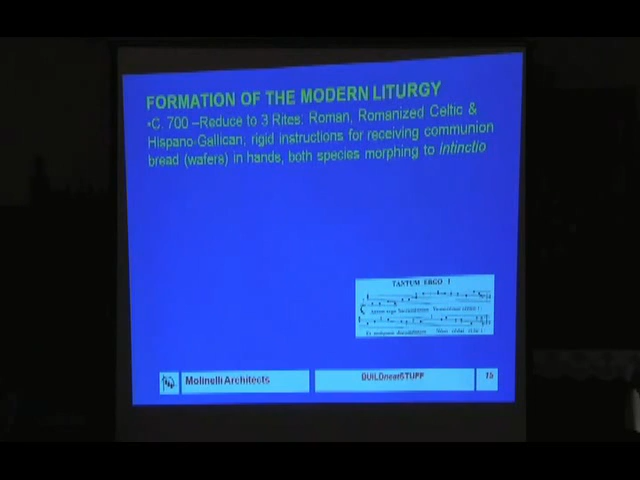 FORMATION OF THE MODERN LITURGY
•C. 700 –Reduce to 3 Rites: Roman, Romanized Celtic &
Hispano-Gallican, rigid instructions for receiving communion
bread (wafers) in hands, both species morphing to intinctio
TANTUM ERGO I
Molinelli Architects
BUILDnearSTUFF
15